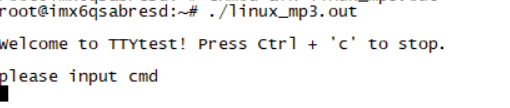 root@imx6qsabresd:~# ./linux_mp3.out
Welcome to TTYtest! Press Ctrl + 'c' to stop.
please input cmd